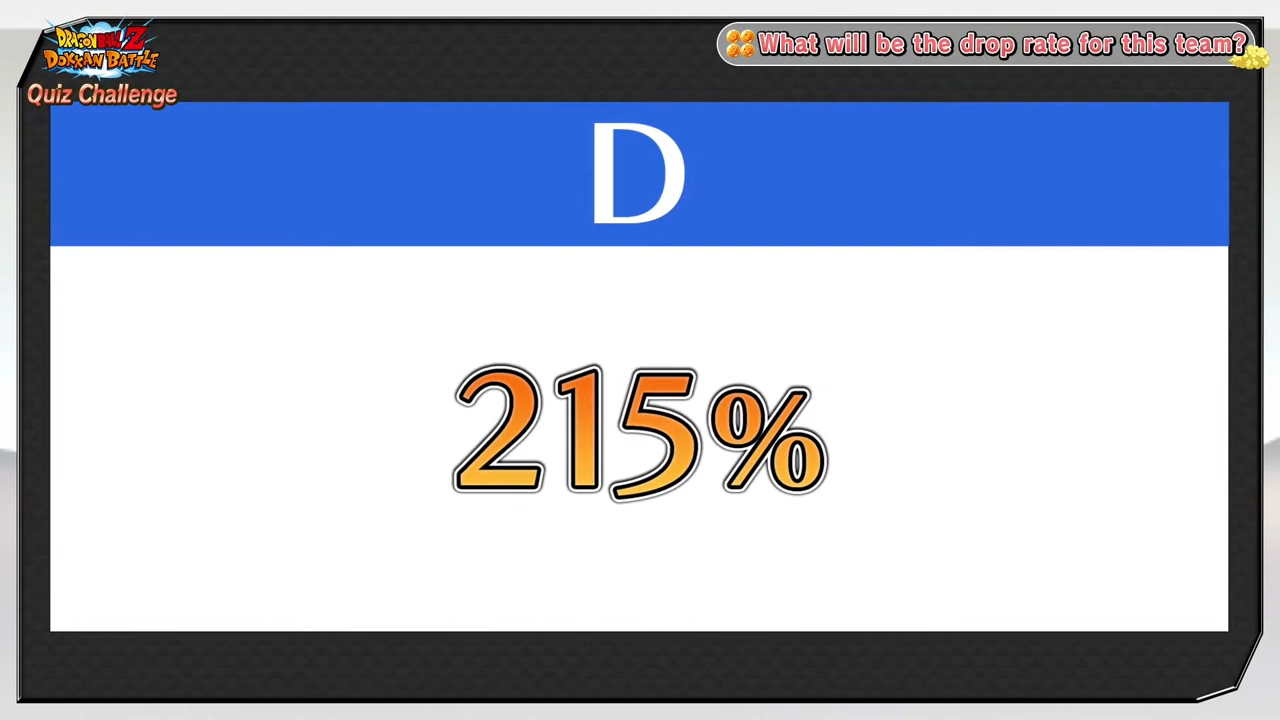 DRAGON BALL Z
DOKKAN BATTLE
Quiz Challenge
What will be the drop rate for this team?
D
215%